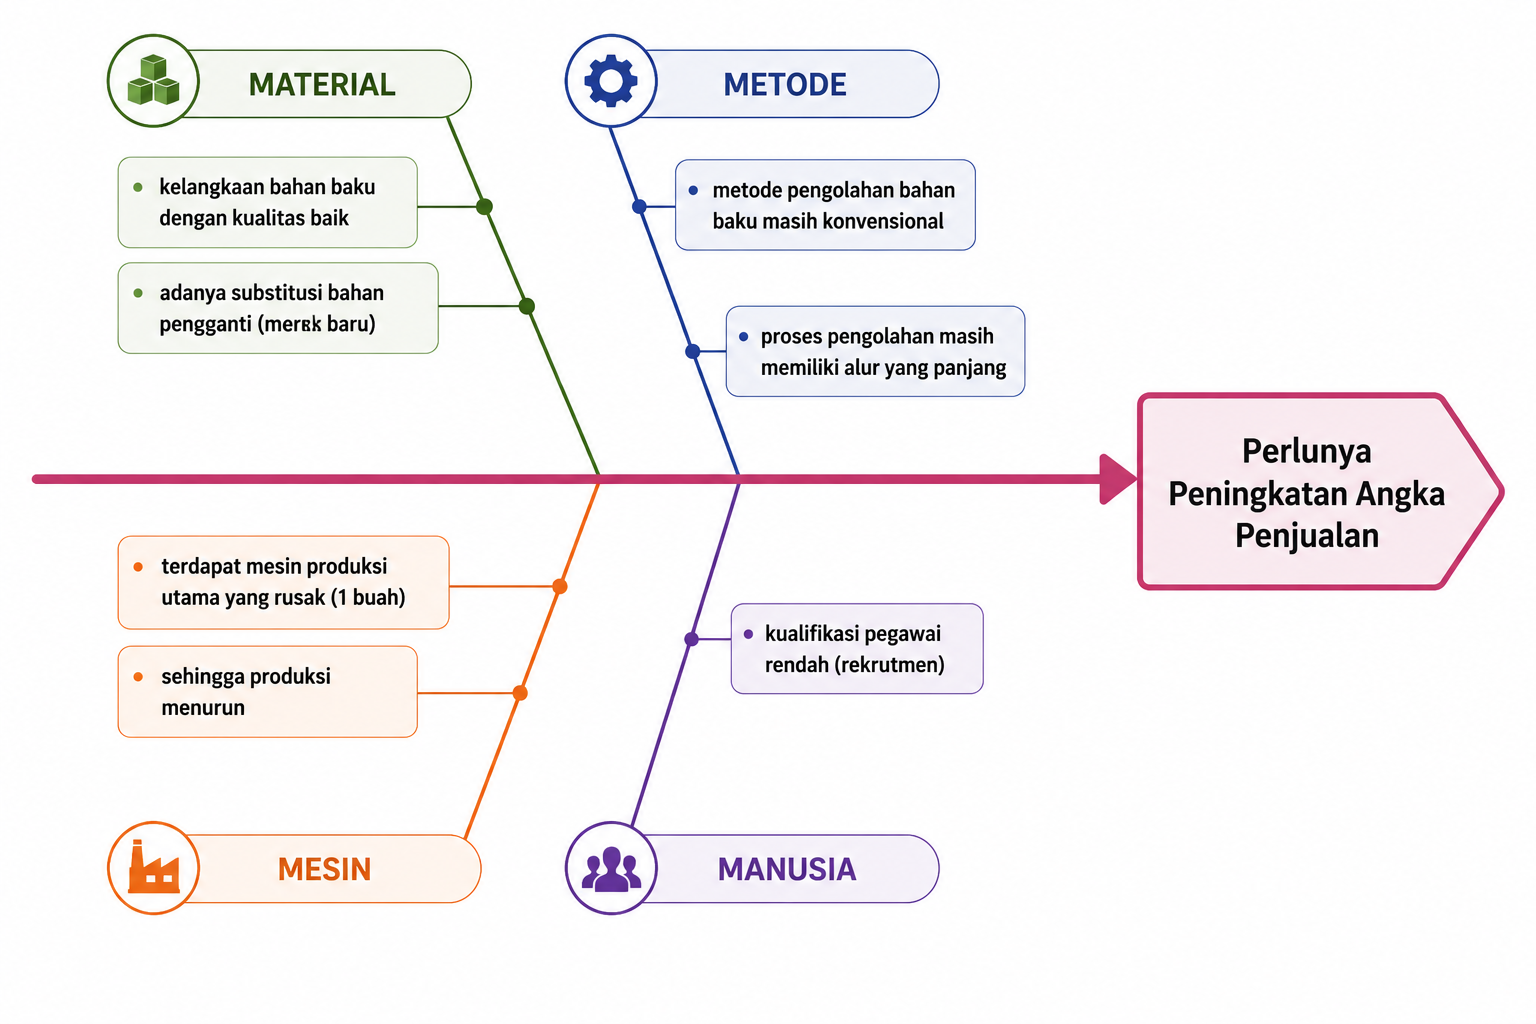 MATERIAL
kelangkaan bahan baku
dengan kualitas baik
adanya substitusi bahan
pengganti (merek baru)
METODE
metode pengolahan bahan
baku masih konvensional
proses pengolahan masih
memiliki alur yang panjang
Perlunya
Peningkatan Angka
Penjualan
terdapat mesin produksi
utama yang rusak (1 buah)
sehingga produksi
menurun
MESIN
kualifikasi pegawai
rendah (rekrutmen)
MANUSIA